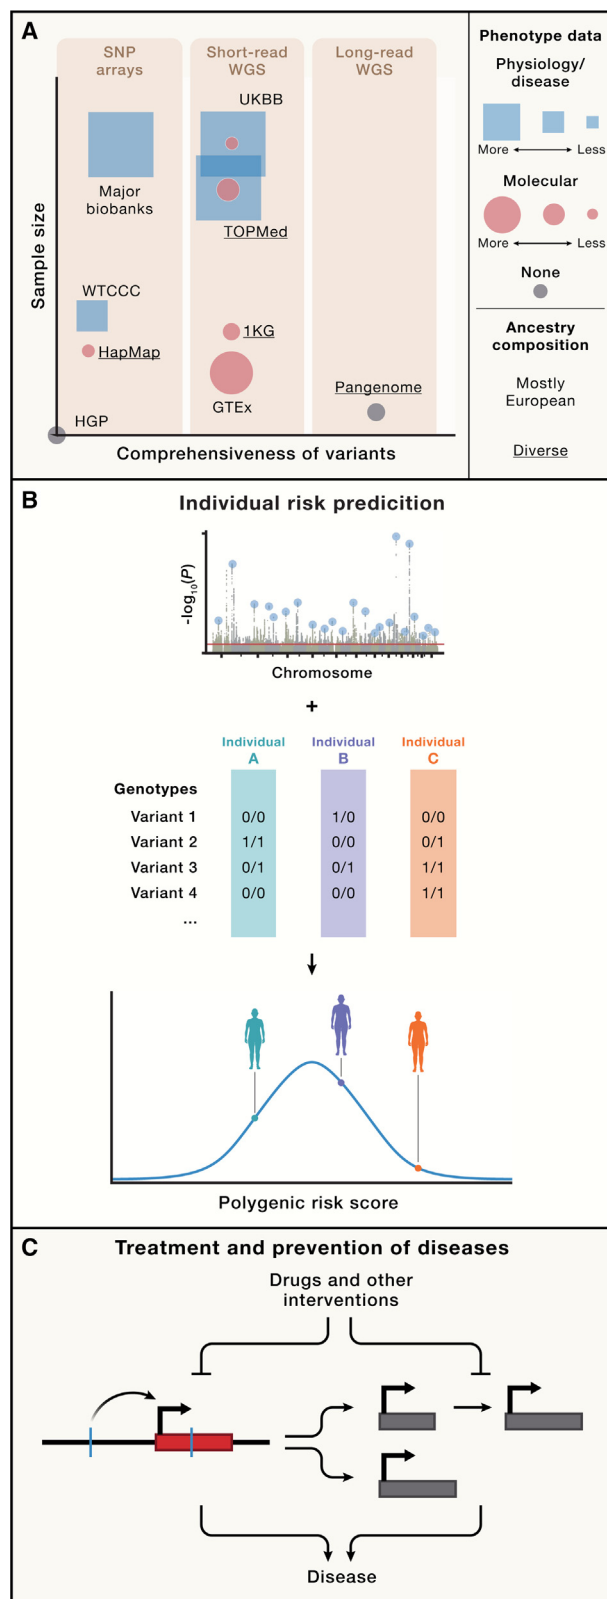 A
SNP
arrays
Short-read
WGS
Long-read
WGS
Sample size
UKBB
Major
biobanks
TOPMed
WTCCC
HapMap
1KG
GTEx
Pangenome
HGP
Comprehensiveness of variants
Phenotype data
Physiology/
disease
More Less
Molecular
More Less
None
Ancestry
composition
Mostly
European
Diverse
B
Individual risk predicition
-log10(P)
Chromosome
+
Individual Individual Individual
A B C
Genotypes
Variant 1 0/0 1/0 0/0
Variant 2 1/1 0/0 0/1
Variant 3 0/1 0/1 1/1
Variant 4 0/0 0/0 1/1
...
Polygenic risk score
C
Treatment and prevention of diseases
Drugs and other
interventions
Disease